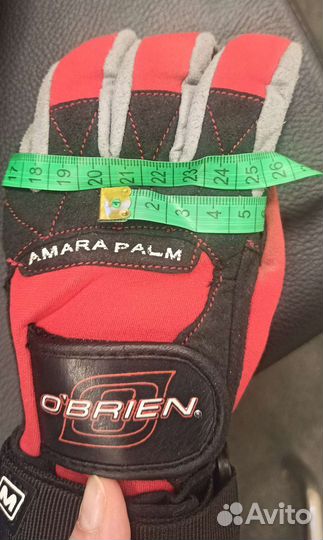 17 18 19 20 21 22 23 24 25 26
2 3 4 5
AMARA PALM
O'BRIEN®
M
Avito